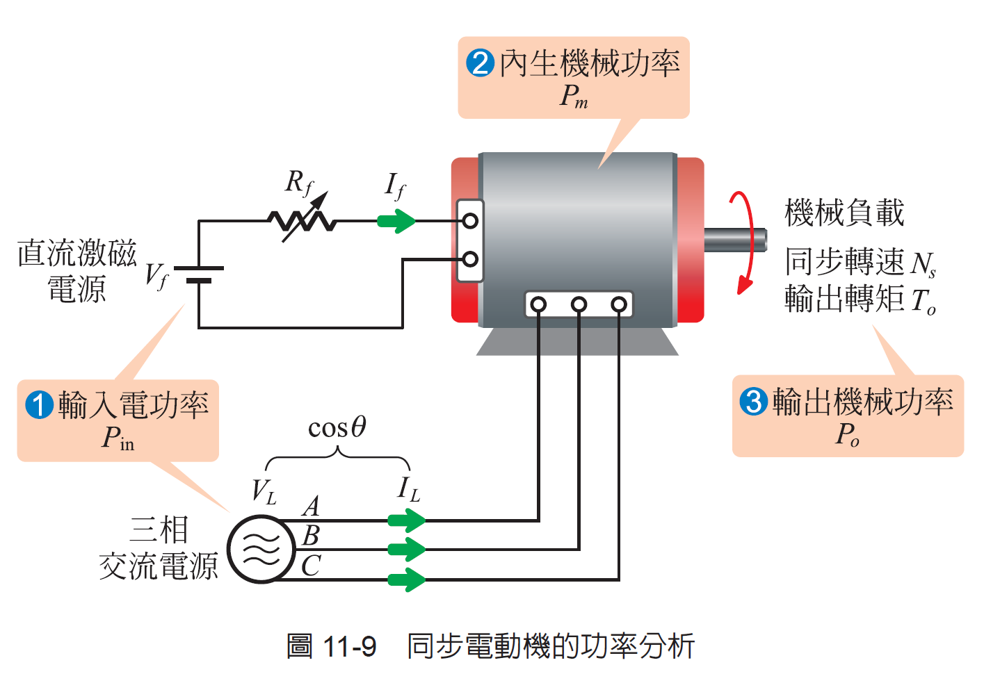 ❷內生機械功率
Pm
Rf
If
直流激磁
電源
Vf
機械負載
同步轉速 Ns
輸出轉矩 To
❶輸入電功率
Pin
❸輸出機械功率
Po
cosθ
VL
IL
A
B
C
三相
交流電源
圖 11-9 同步電動機的功率分析